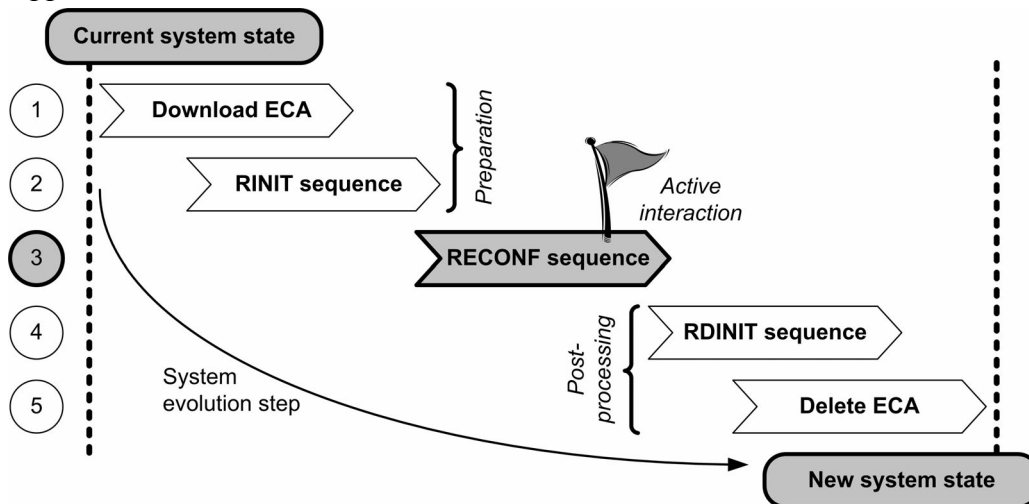 Current system state
1
Download ECA
Preparation
2
RINIT sequence
Active
interaction
3
RECONF sequence
4
RDINIT sequence
Post-
processing
System
evolution step
5
Delete ECA
New system state